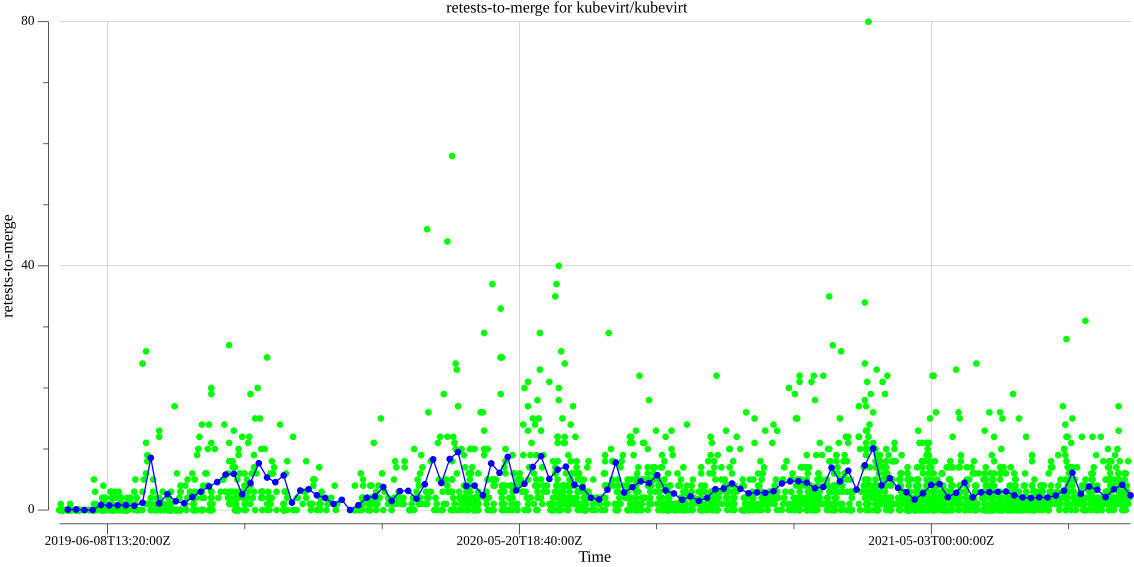 retests-to-merge for kubevirt/kubevirt
80
40
0
retests-to-merge
2019-06-08T13:20:00Z
2020-05-20T18:40:00Z
2021-05-03T00:00:00Z
Time